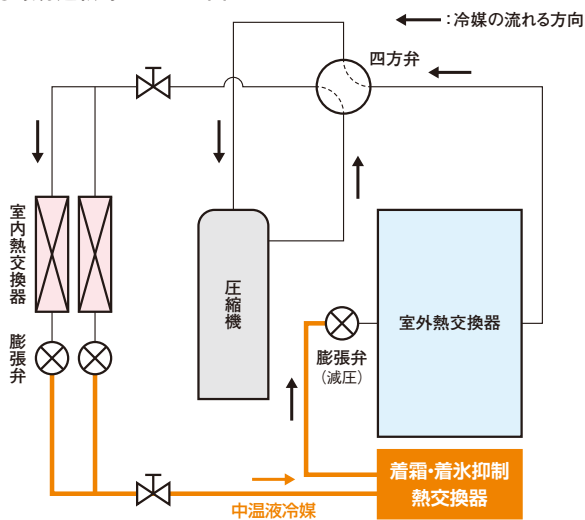 ：冷媒の流れる方向
四方弁
室内熱交換器
圧縮機
室外熱交換器
膨張弁
膨張弁
（減圧）
着霜・着氷抑制
熱交換器
中温液冷媒